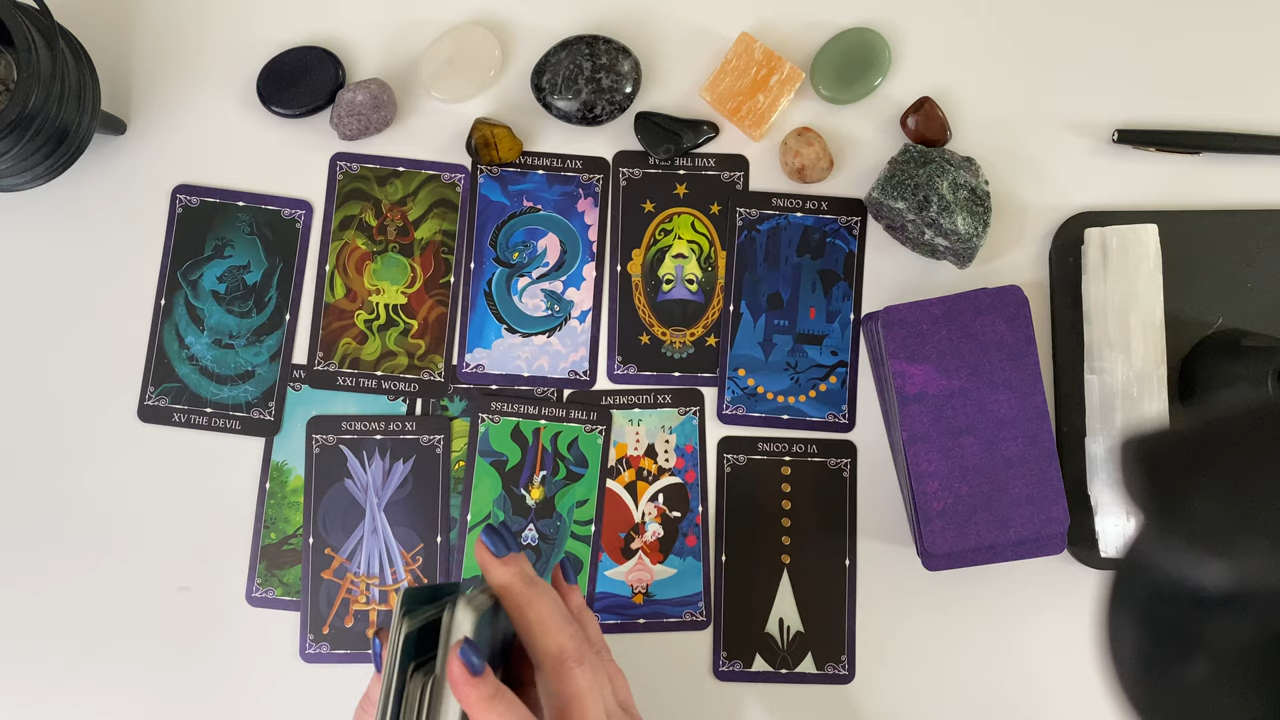 XV THE DEVIL
XXI THE WORLD
XIV TEMPERAN
XVII THE STAR
X OF COINS
IX OF SWORDS
II THE HIGH PRIESTESS
XX JUDGMENT
VI OF COINS